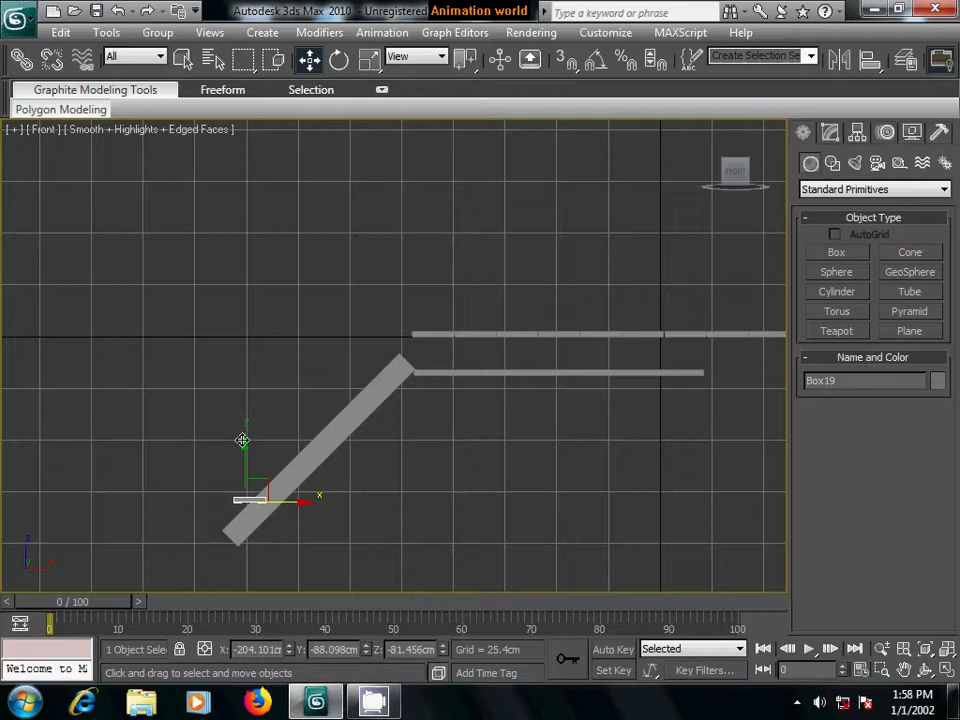 Autodesk 3ds Max 2010 - Unregistered
Animation world
Type a keyword or phrase
Edit Tools Group Views Create Modifiers Animation Graph Editors Rendering Customize MAXScript Help
All View 3 Create Selection Se
Graphite Modeling Tools Freeform Selection
Polygon Modeling
[ + ] [ Front ] [ Smooth + Highlights + Edged Faces ]
FRONT
Standard Primitives
- Object Type
AutoGrid
Box Cone
Sphere GeoSphere
Cylinder Tube
Torus Pyramid
Teapot Plane
- Name and Color
Box19
y
x
z
< 0 / 100 >
0 10 20 30 40 50 60 70 80 90 100
1 Object Sele X: -204.101c Y: -88.098cm Z: -81.456cm Grid = 25.4cm Auto Key Selected
Welcome to M Click and drag to select and move objects Add Time Tag Set Key Key Filters... 0
1:58 PM
1/1/2002